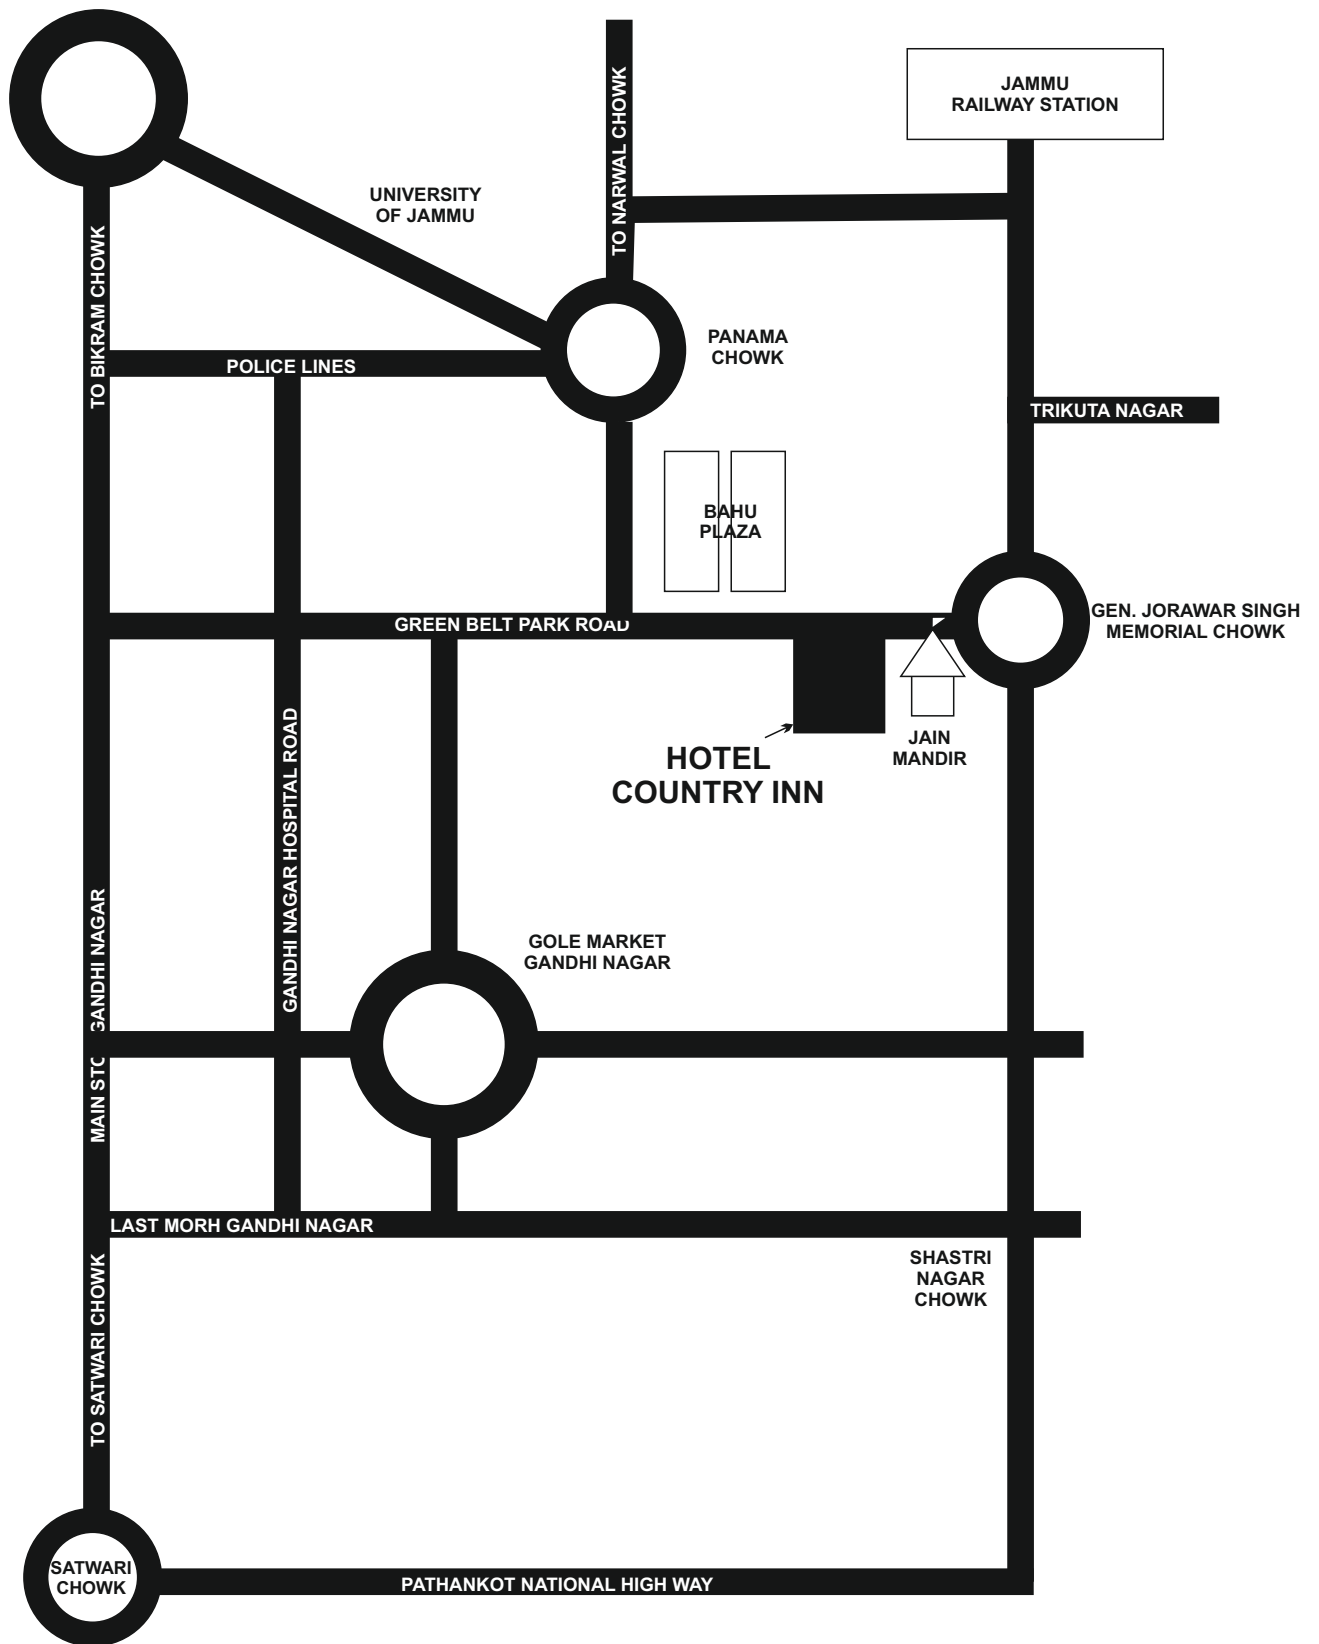 JAMMU
RAILWAY STATION
TO NARWAL CHOWK
UNIVERSITY
OF JAMMU
TO BIKRAM CHOWK
PANAMA
CHOWK
POLICE LINES
TRIKUTA NAGAR
BAHU
PLAZA
GREEN BELT PARK ROAD
GEN. JORAWAR SINGH
MEMORIAL CHOWK
JAIN
MANDIR
HOTEL
COUNTRY INN
GANDHI NAGAR HOSPITAL ROAD
GOLE MARKET
GANDHI NAGAR
MAIN GANDHI NAGAR
LAST MORH GANDHI NAGAR
SHASTRI
NAGAR
CHOWK
TO SATWARI CHOWK
SATWARI
CHOWK
PATHANKOT NATIONAL HIGH WAY